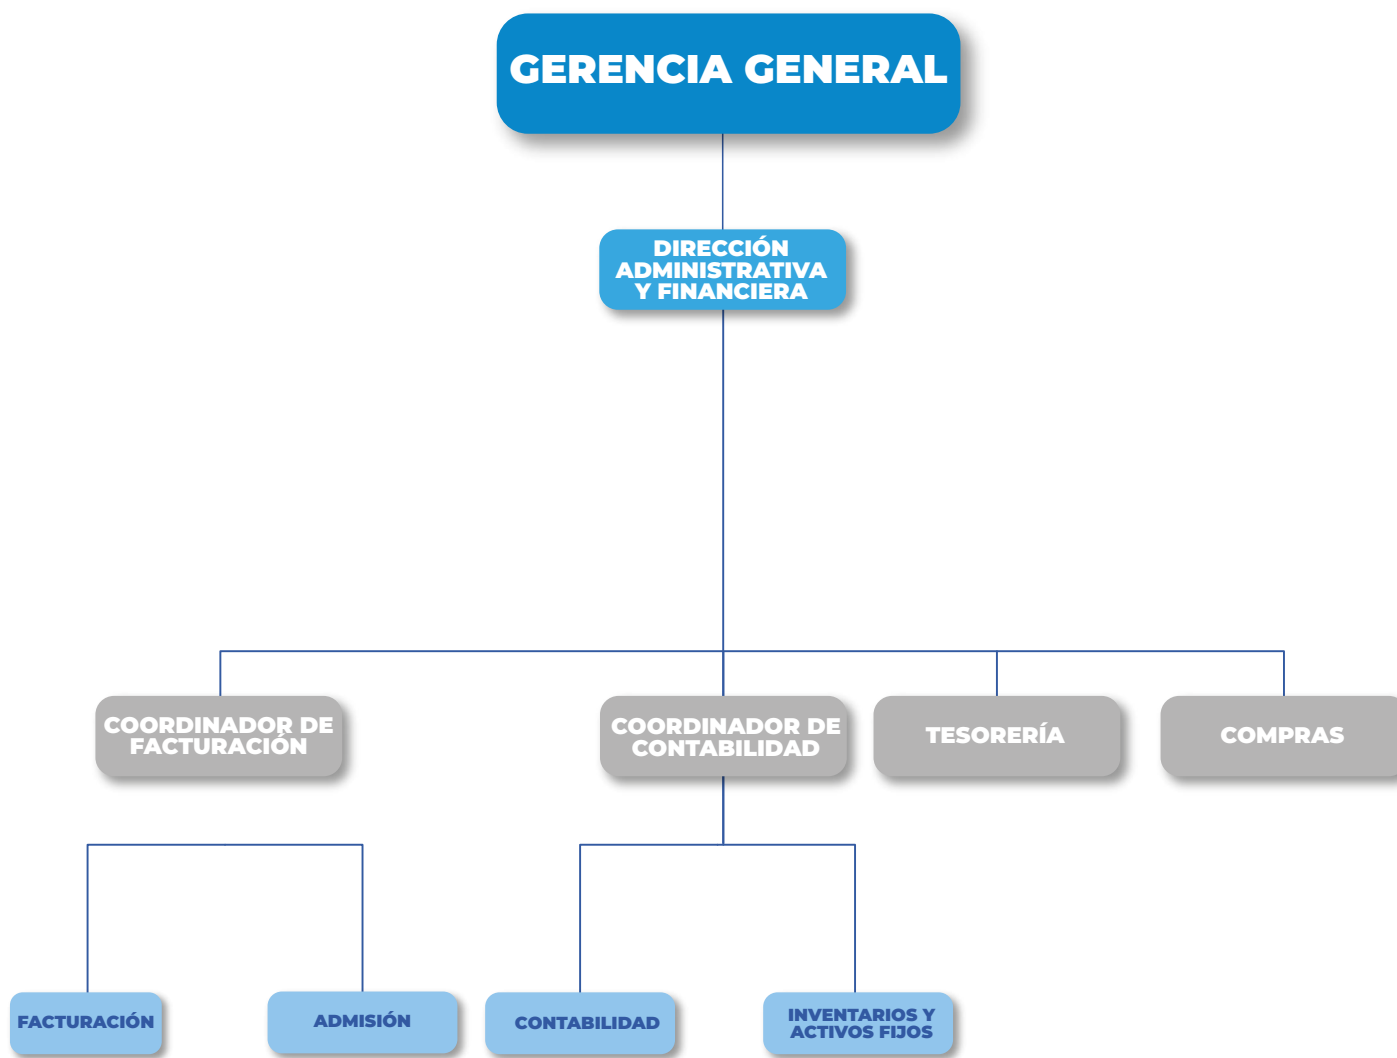 GERENCIA GENERAL
DIRECCIÓN
ADMINISTRATIVA
Y FINANCIERA
COORDINADOR DE
FACTURACIÓN
COORDINADOR DE
CONTABILIDAD
TESORERÍA
COMPRAS
FACTURACIÓN
ADMISIÓN
CONTABILIDAD
INVENTARIOS Y
ACTIVOS FIJOS